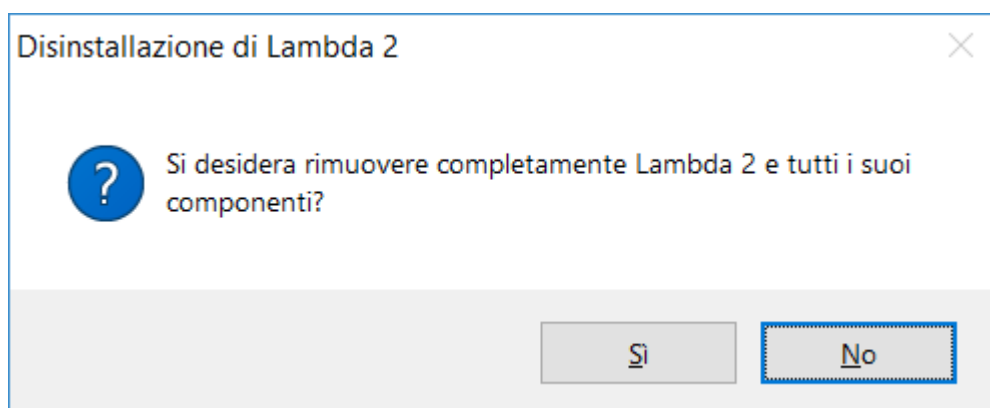 Disinstallazione di Lambda 2
Si desidera rimuovere completamente Lambda 2 e tutti i suoi
componenti?
Sì
No